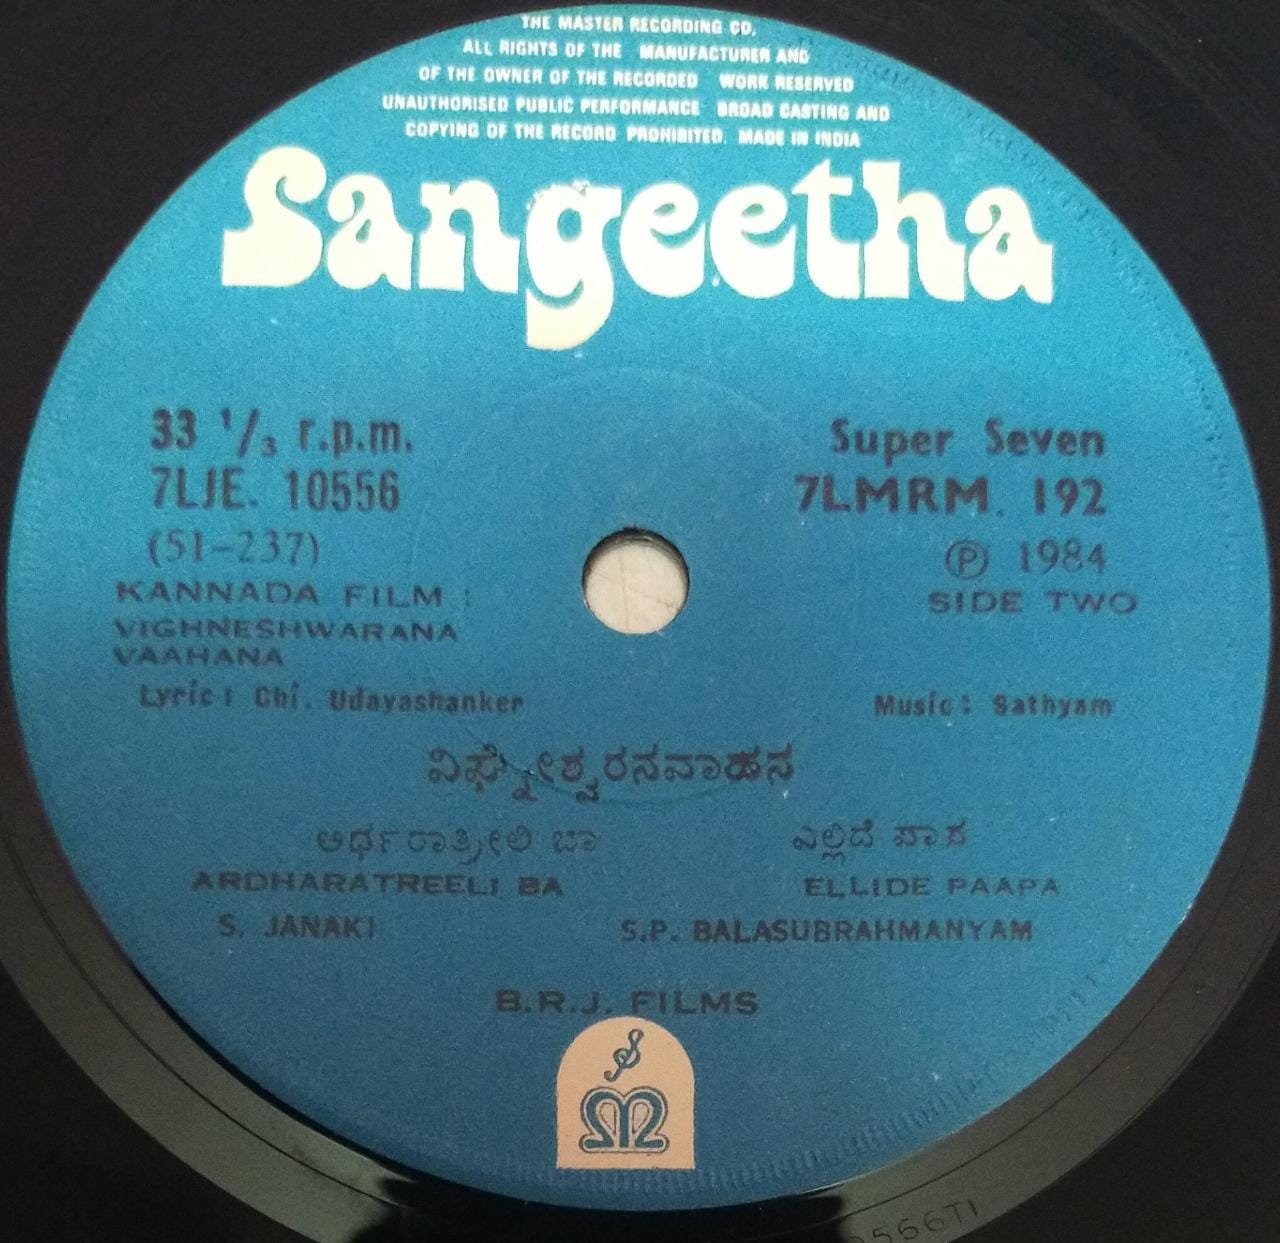 THE MASTER RECORDING CO.
ALL RIGHTS OF THE MANUFACTURER AND
OF THE OWNER OF THE RECORDED WORK RESERVED
UNAUTHORISED PUBLIC PERFORMANCE BROAD CASTING AND
COPYING OF THE RECORD PROHIBITED. MADE IN INDIA
Sangeetha
33 1/3 r.p.m.
Super Seven
7LJE. 10556
7LMRM. 192
(51-237)
Ⓟ 1984
KANNADA FILM :
SIDE TWO
VIGHNESHWARANA
VAAHANA
Lyric : Chi. Udayashanker
Music : Sathyam
ವಿಘ್ನೇಶ್ವರನವಾಹನ
ಅರ್ಧರಾತ್ರೀಲಿ ಬಾ
ಎಲ್ಲಿದೆ ಪಾಪ
ARDHARATREELI BA
ELLIDE PAAPA
S. JANAKI
S.P. BALASUBRAHMANYAM
B.R.J. FILMS